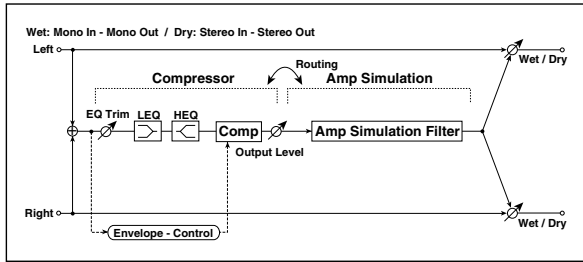 Wet: Mono In - Mono Out / Dry: Stereo In - Stereo Out
Left
Wet / Dry
Routing
Compressor
Amp Simulation
EQ Trim
LEQ
HEQ
Comp
Amp Simulation Filter
Output Level
Right
Wet / Dry
Envelope - Control